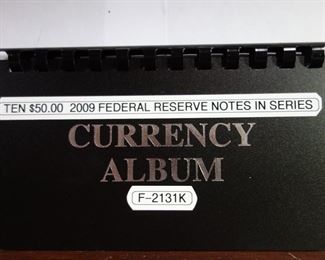 TEN $50.00 2009 FEDERAL RESERVE NOTES IN SERIES
CURRENCY
ALBUM
F-2131K